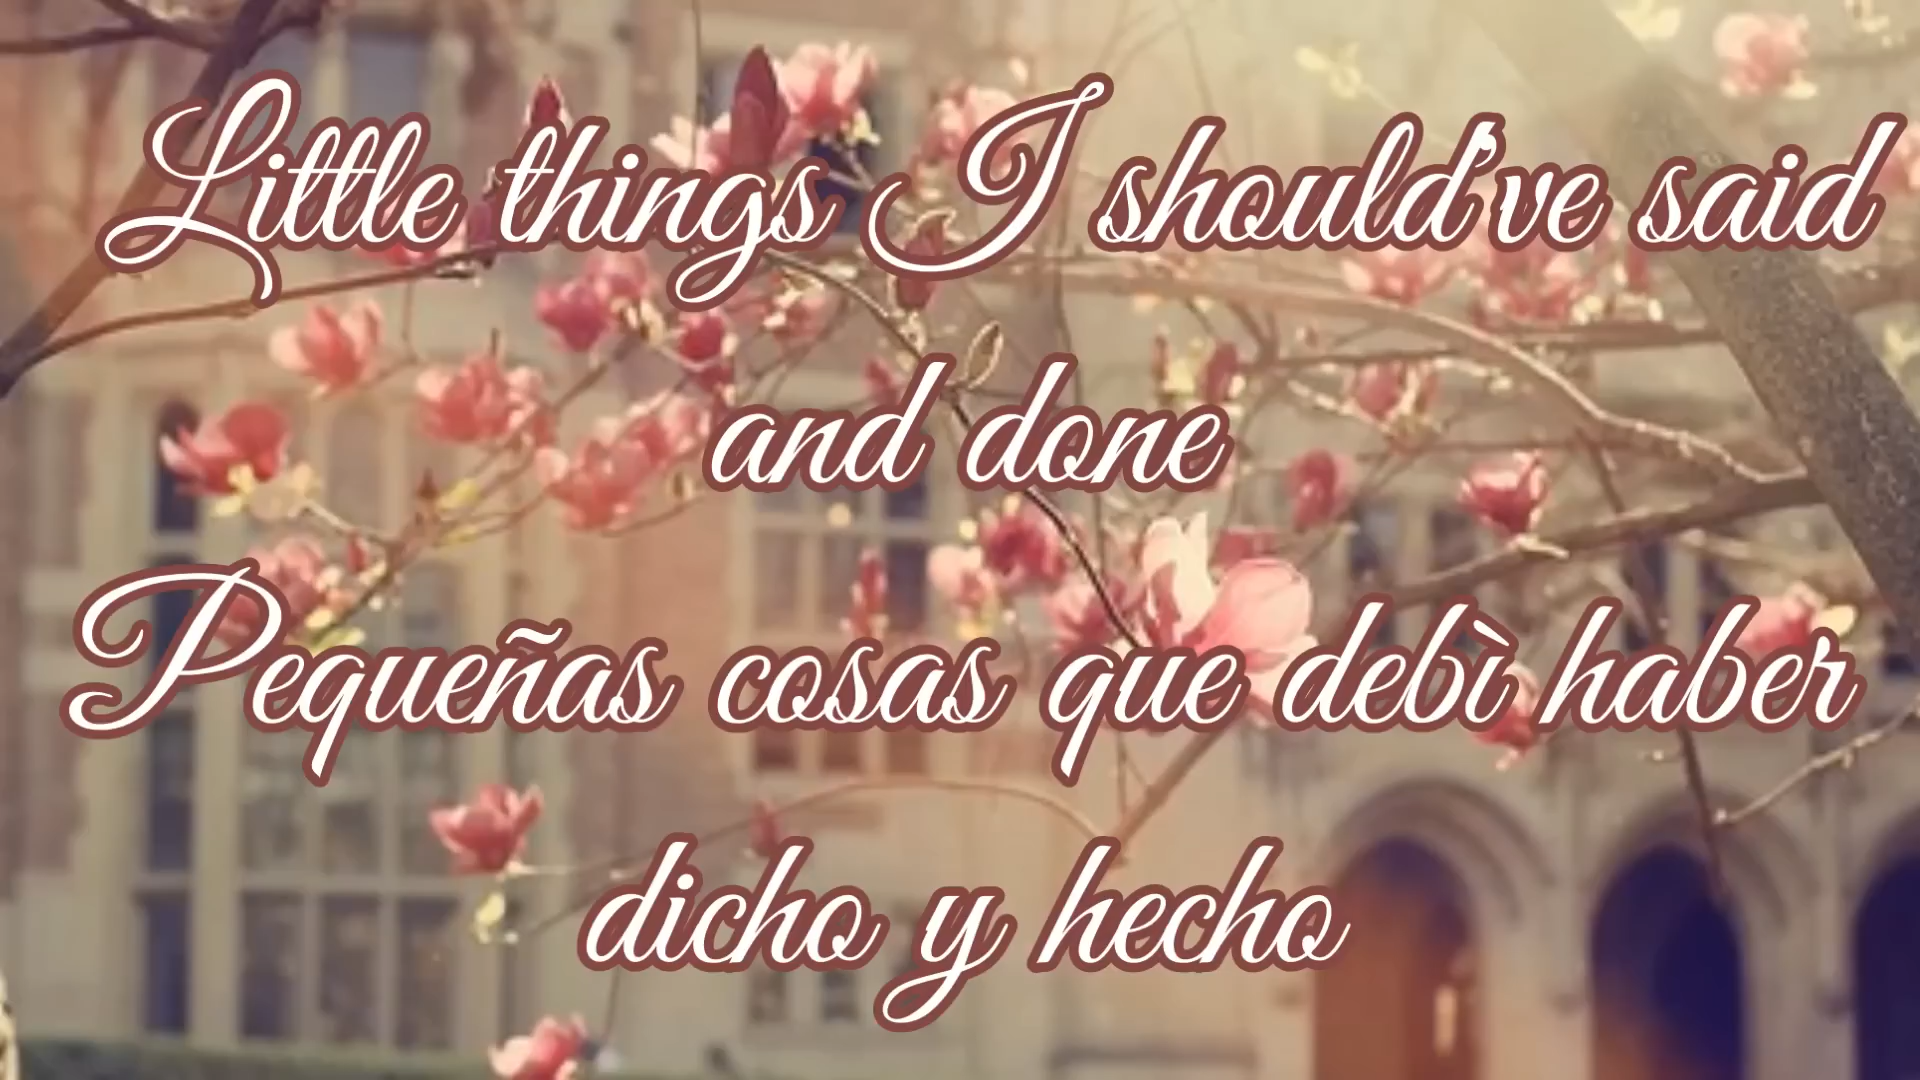 Little things I should've said
and done
Pequeñas cosas que debì haber
dicho y hecho